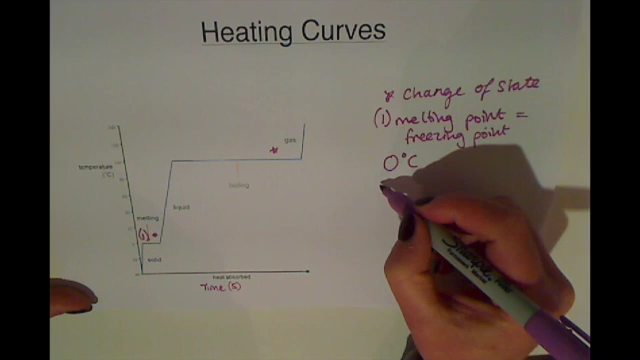 Heating Curves
* Change of State
(1) melting point =
freezing point
0°C
temperature
(°C)
gas
boiling
liquid
melting
(1) *
solid
heat absorbed
Time (s)
Sharpie